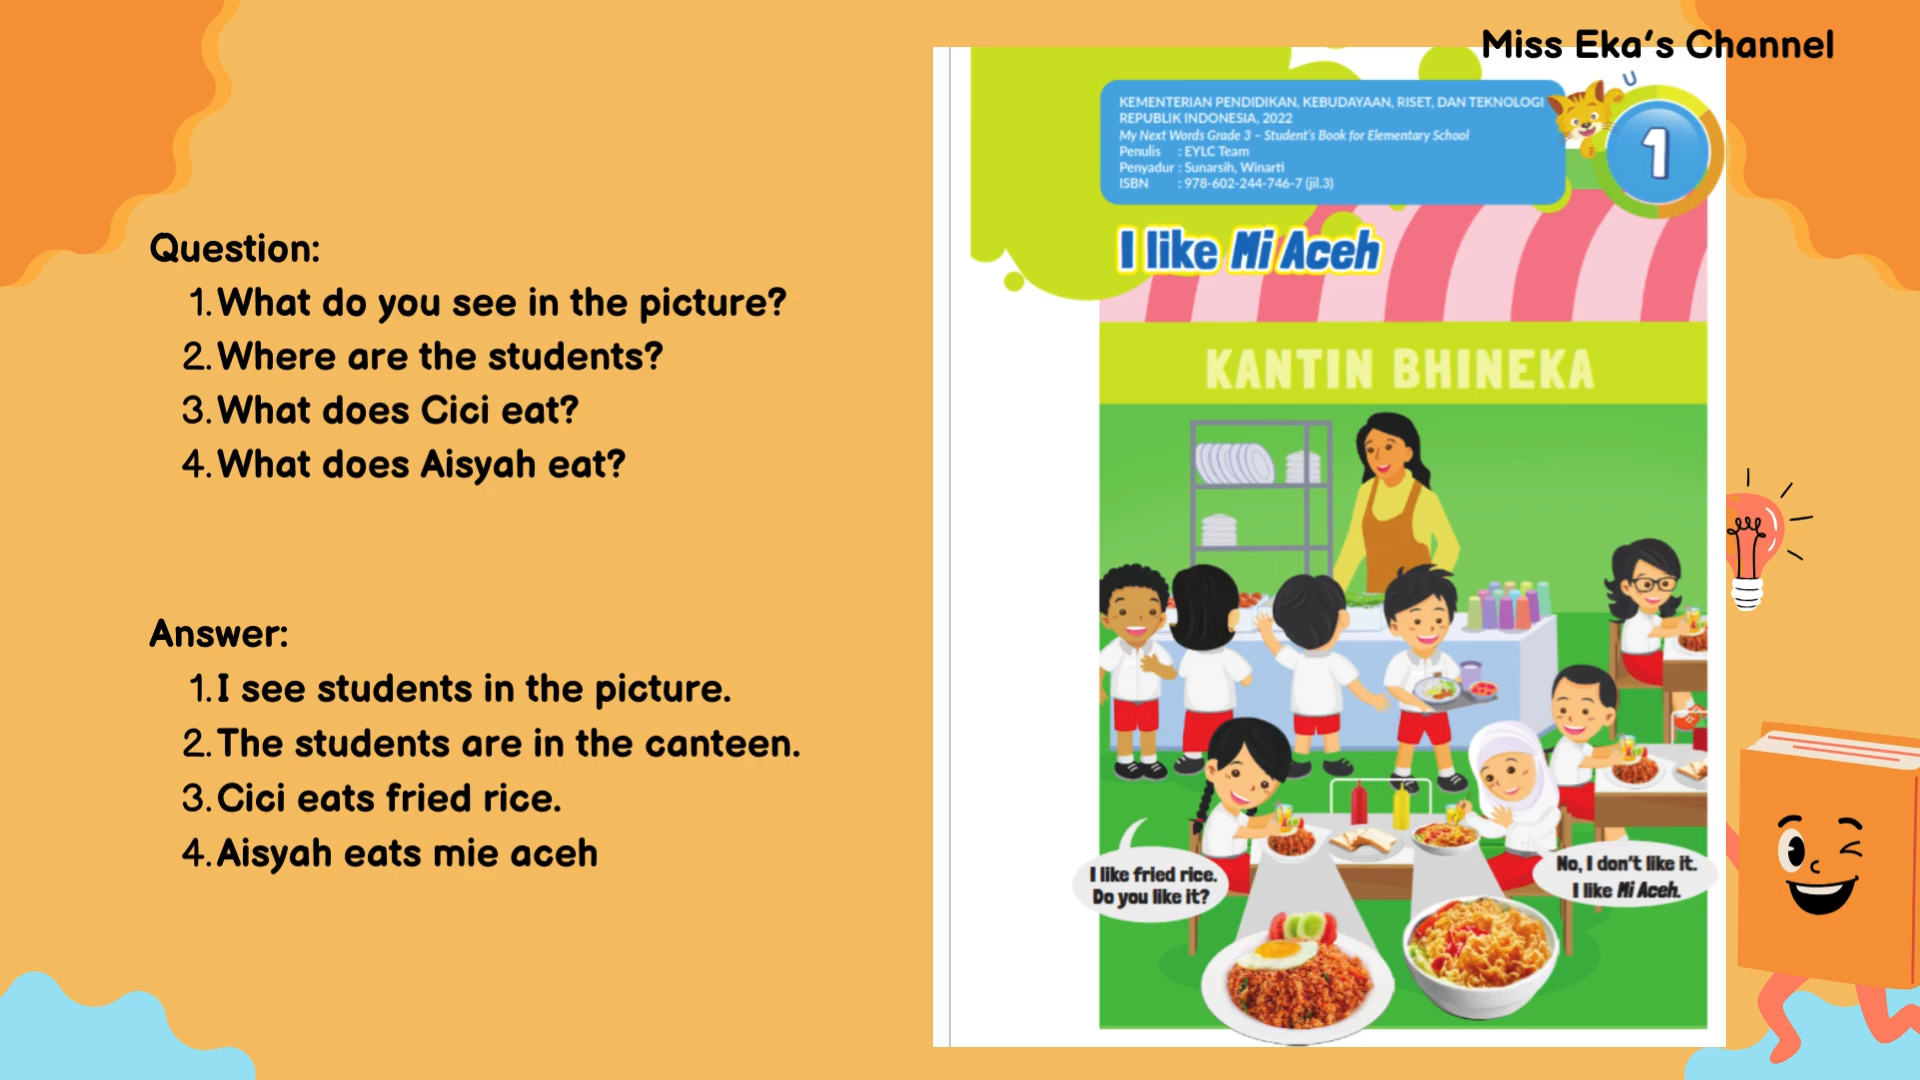 Miss Eka's Channel
Question:
1. What do you see in the picture?
2. Where are the students?
3. What does Cici eat?
4. What does Aisyah eat?
Answer:
1. I see students in the picture.
2. The students are in the canteen.
3. Cici eats fried rice.
4. Aisyah eats mie aceh
KEMENTERIAN PENDIDIKAN, KEBUDAYAAN, RISET, DAN TEKNOLOGI
REPUBLIK INDONESIA, 2022
My Next Words Grade 3 – Student's Book for Elementary School
Penulis : EYLC Team
Penyadur : Sunarsih, Winarti
ISBN : 978-602-244-746-7 (jil.3)
U
1
I like Mi Aceh
KANTIN BHINEKA
I like fried rice.
Do you like it?
No, I don't like it.
I like Mi Aceh.